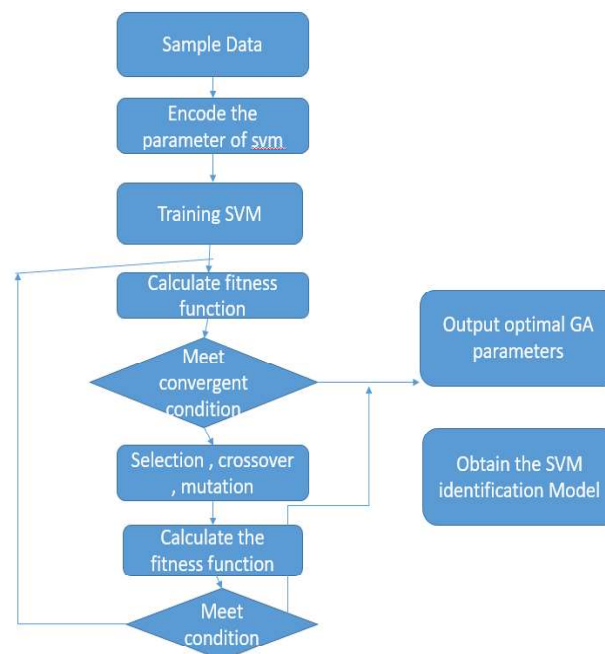 Sample Data
Encode the
parameter of svm
Training SVM
Calculate fitness
function
Meet
convergent
condition
Selection , crossover
, mutation
Calculate the
fitness function
Meet
condition
Output optimal GA
parameters
Obtain the SVM
identification Model